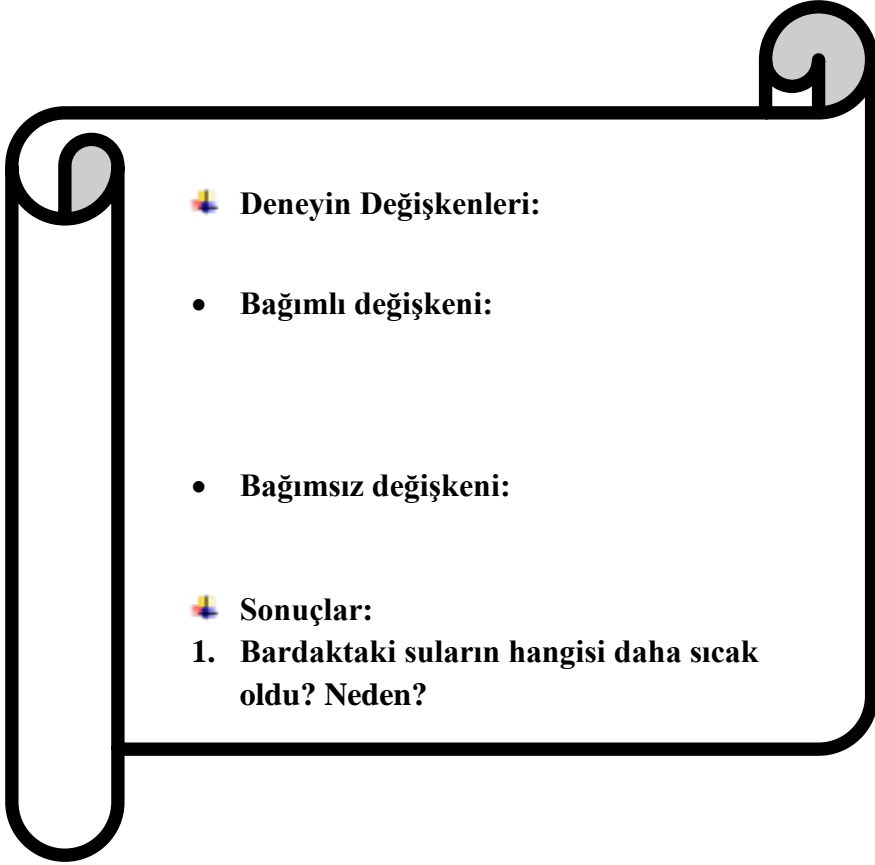 Deneyin Değişkenleri:
• Bağımlı değişkeni:
• Bağımsız değişkeni:
Sonuçlar:
1. Bardaktaki suların hangisi daha sıcak
oldu? Neden?